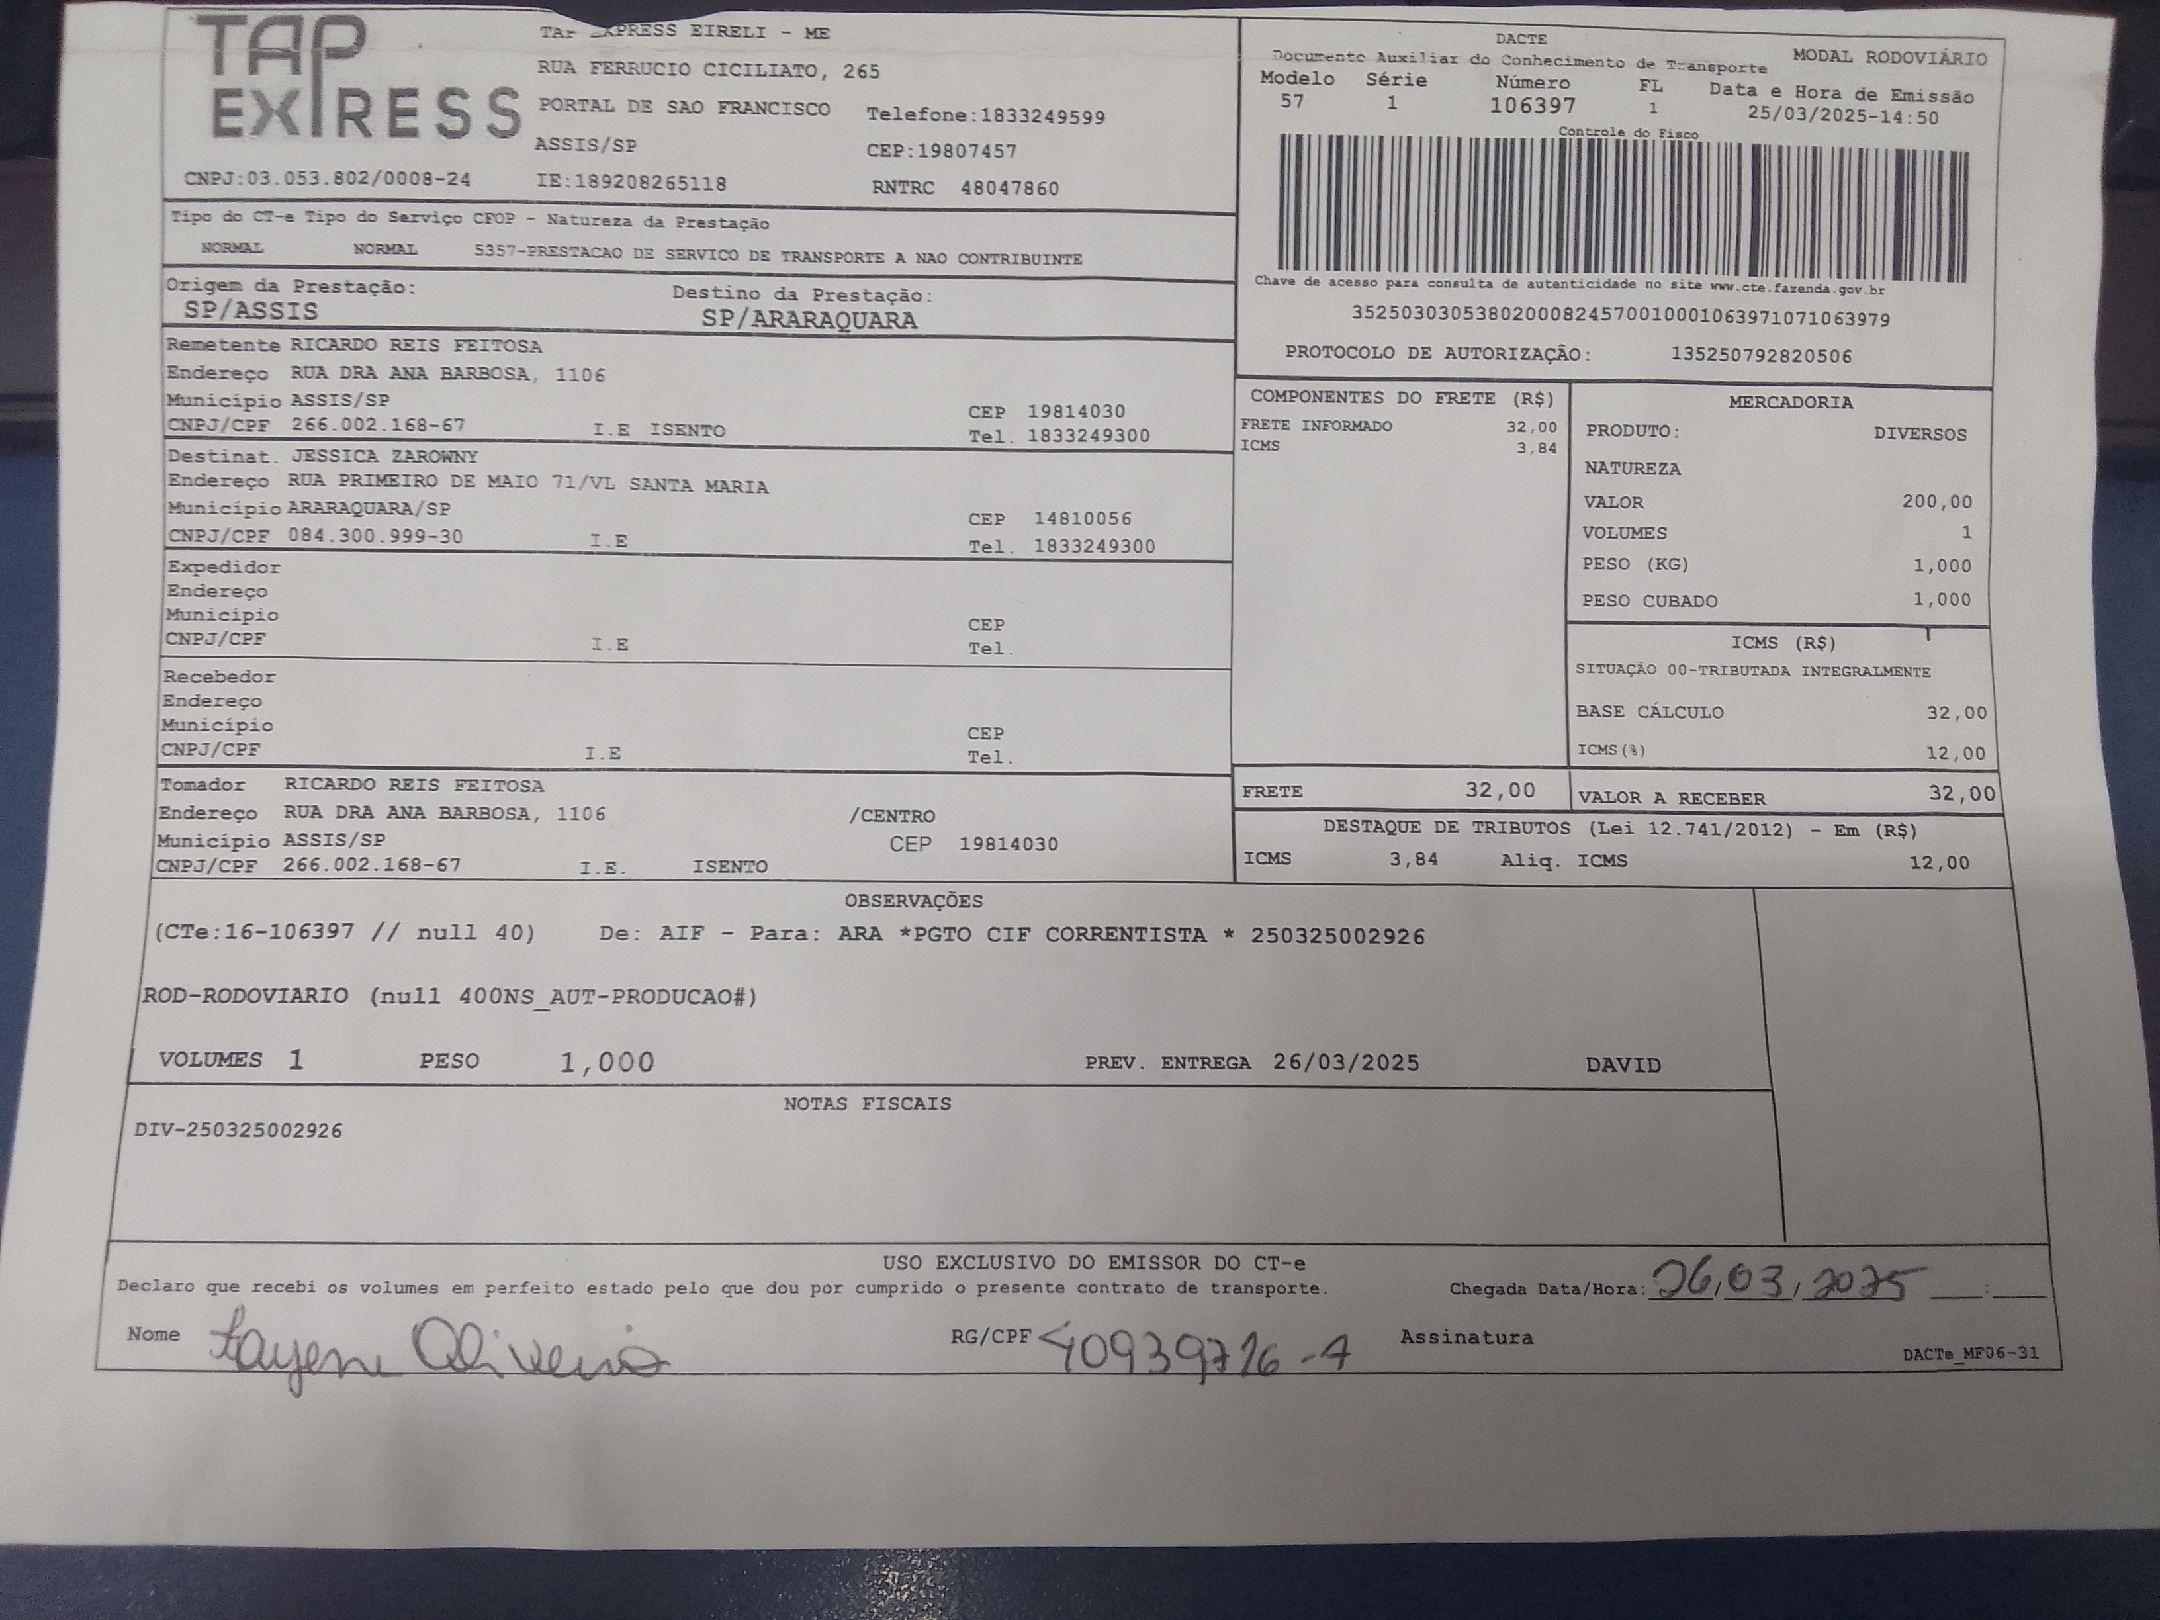 TAP
EXPRESS
EXPRESS EIRELI - ME
RUA FERRUCIO CICILIATO, 265
PORTAL DE SAO FRANCISCO Telefone:1833249599
ASSIS/SP CEP:19807457
CNPJ:03.053.802/0008-24 IE:189208265118 RNTRC 48047860
DACTE
Documento Auxiliar do Conhecimento de Transporte MODAL RODOVIÁRIO
Modelo Série Número FL Data e Hora de Emissão
57 1 106397 1 25/03/2025-14:50
Controle do Fisco
Chave de acesso para consulta de autenticidade no site www.cte.fazenda.gov.br
35250303053802000824570010001063971071063979
PROTOCOLO DE AUTORIZAÇÃO: 135250792820506
Tipo do CT-e Tipo do Serviço CFOP - Natureza da Prestação
NORMAL NORMAL 5357-PRESTACAO DE SERVICO DE TRANSPORTE A NAO CONTRIBUINTE
Origem da Prestação: Destino da Prestação:
SP/ASSIS SP/ARARAQUARA
Remetente RICARDO REIS FEITOSA
Endereço RUA DRA ANA BARBOSA, 1106
Município ASSIS/SP CEP 19814030
CNPJ/CPF 266.002.168-67 I.E ISENTO Tel. 1833249300
Destinat. JESSICA ZAROWNY
Endereço RUA PRIMEIRO DE MAIO 71/VL SANTA MARIA
Município ARARAQUARA/SP CEP 14810056
CNPJ/CPF 084.300.999-30 I.E Tel. 1833249300
Expedidor
Endereço
Município CEP
CNPJ/CPF I.E Tel.
Recebedor
Endereço
Município CEP
CNPJ/CPF I.E Tel.
Tomador RICARDO REIS FEITOSA
Endereço RUA DRA ANA BARBOSA, 1106 /CENTRO
Município ASSIS/SP CEP 19814030
CNPJ/CPF 266.002.168-67 I.E. ISENTO
COMPONENTES DO FRETE (R$)
FRETE INFORMADO 32,00
ICMS 3,84
MERCADORIA
PRODUTO: DIVERSOS
NATUREZA
VALOR 200,00
VOLUMES 1
PESO (KG) 1,000
PESO CUBADO 1,000
ICMS (R$)
SITUAÇÃO 00-TRIBUTADA INTEGRALMENTE
BASE CÁLCULO 32,00
ICMS(%) 12,00
FRETE 32,00 VALOR A RECEBER 32,00
DESTAQUE DE TRIBUTOS (Lei 12.741/2012) - Em (R$)
ICMS 3,84 Aliq. ICMS 12,00
OBSERVAÇÕES
(CTe:16-106397 // null 40) De: AIF - Para: ARA *PGTO CIF CORRENTISTA * 250325002926
ROD-RODOVIARIO (null 400NS_AUT-PRODUCAO#)
VOLUMES 1 PESO 1,000 PREV. ENTREGA 26/03/2025 DAVID
NOTAS FISCAIS
DIV-250325002926
USO EXCLUSIVO DO EMISSOR DO CT-e
Declaro que recebi os volumes em perfeito estado pelo que dou por cumprido o presente contrato de transporte. Chegada Data/Hora: 26/03/2025 __:__
Nome Oliveira RG/CPF 40939716-4 Assinatura
DACTe_MF06-31